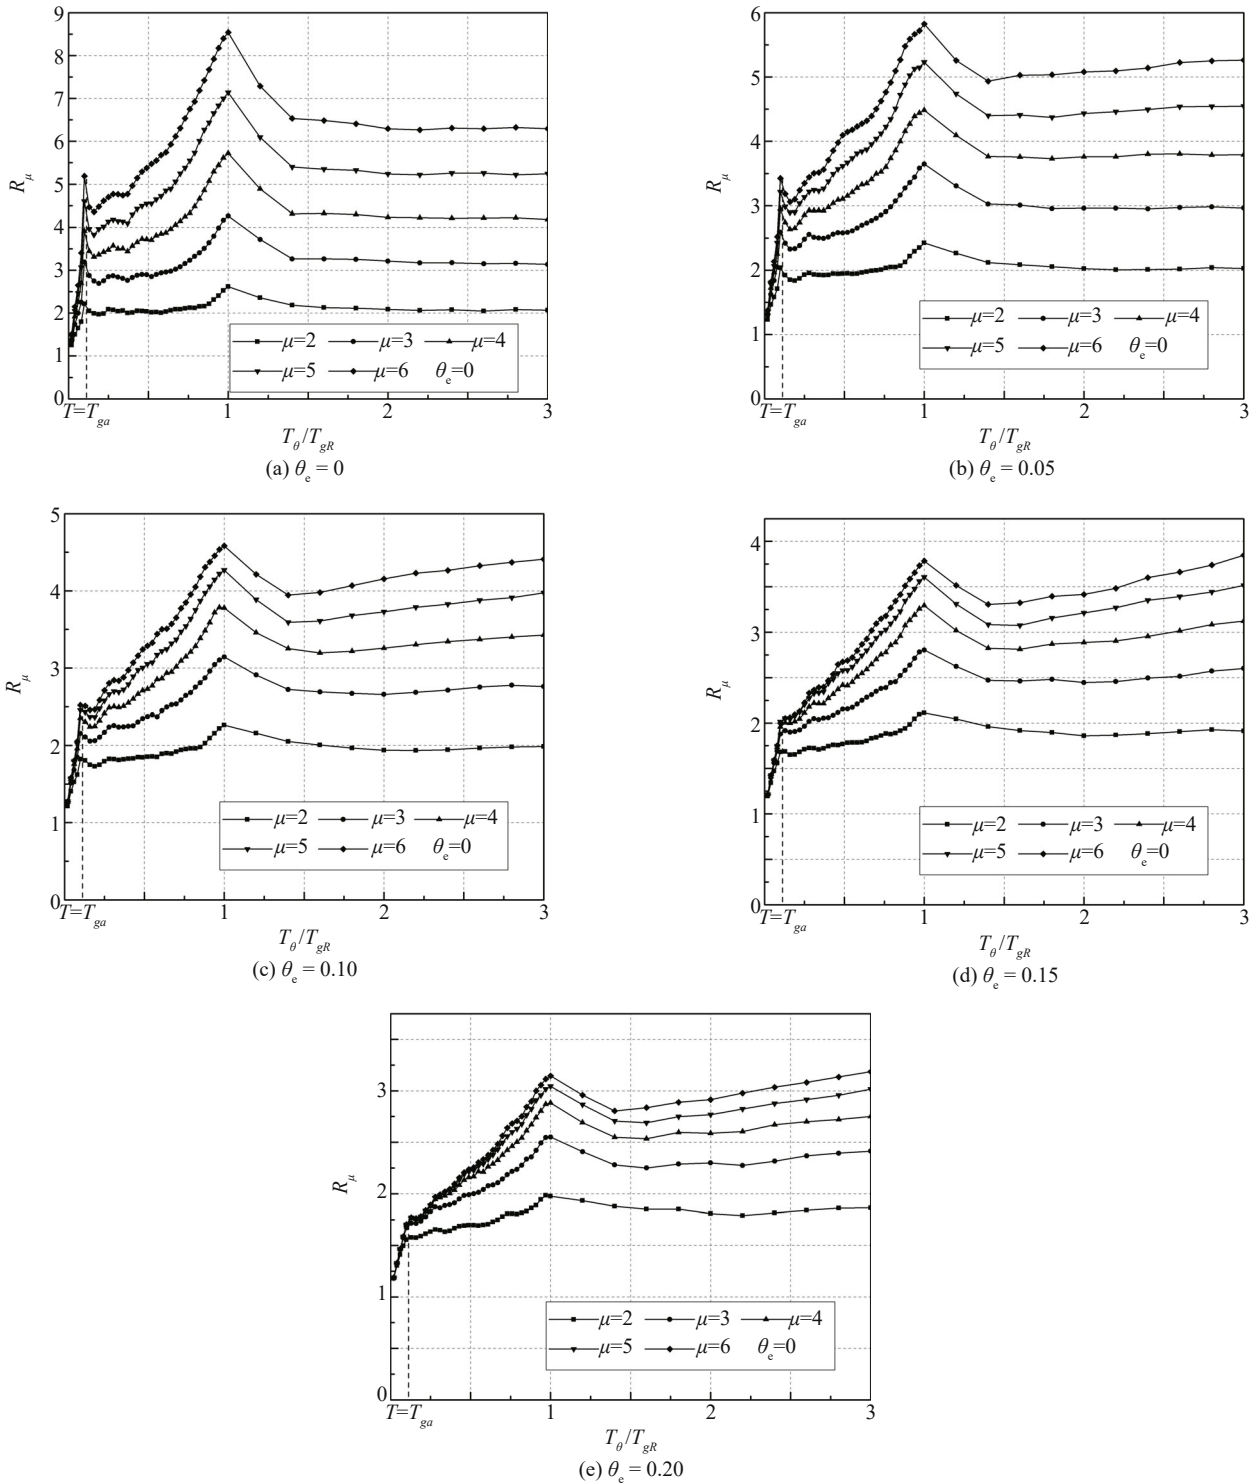 9
8
7
6
5
4
3
2
1
0
R_μ
μ=2 μ=3 μ=4
μ=5 μ=6 θ_e=0
T=T_ga 1 2 3
T_θ/T_gR
(a) θ_e = 0
6
5
4
3
2
1
0
R_μ
μ=2 μ=3 μ=4
μ=5 μ=6 θ_e=0
T=T_ga 1 2 3
T_θ/T_gR
(b) θ_e = 0.05
5
4
3
2
1
0
R_μ
μ=2 μ=3 μ=4
μ=5 μ=6 θ_e=0
T=T_ga 1 2 3
T_θ/T_gR
(c) θ_e = 0.10
4
3
2
1
0
R_μ
μ=2 μ=3 μ=4
μ=5 μ=6 θ_e=0
T=T_ga 1 2 3
T_θ/T_gR
(d) θ_e = 0.15
3
2
1
0
R_μ
μ=2 μ=3 μ=4
μ=5 μ=6 θ_e=0
T=T_ga 1 2 3
T_θ/T_gR
(e) θ_e = 0.20